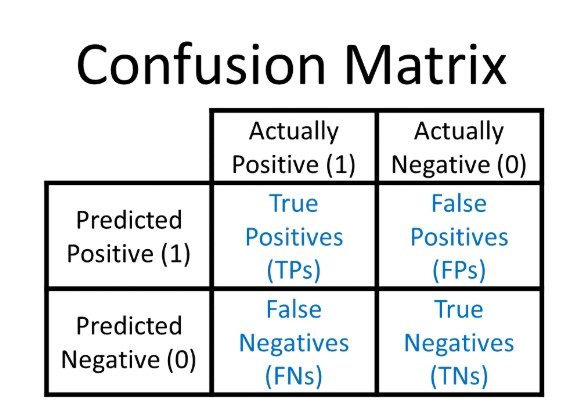 Confusion Matrix
Actually
Positive (1)
Actually
Negative (0)
Predicted
Positive (1)
True
Positives
(TPs)
False
Positives
(FPs)
Predicted
Negative (0)
False
Negatives
(FNs)
True
Negatives
(TNs)